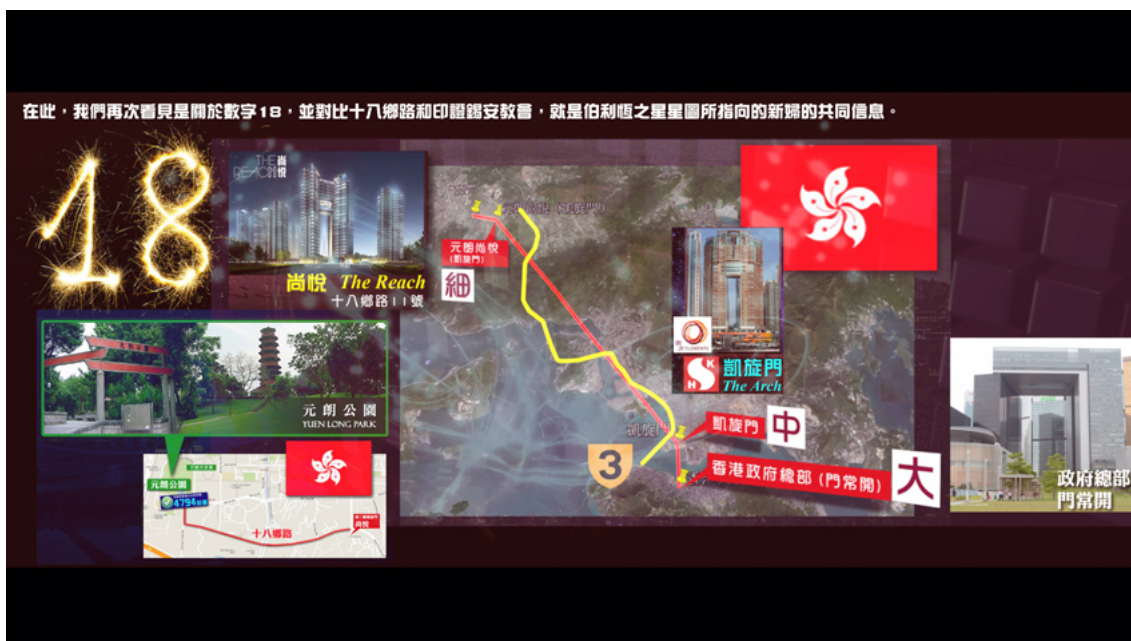 在此，我們再次看見是關於數字18，並對比十八鄉路和印證錫安教會，就是伯利恆之星星圖所指向的新婦的共同信息。
18
THE
REACH
尚
悅
尚悅 The Reach
十八鄉路11號
元朗尚悅
(凱旋門)
細
ELEMENTS
S
K
H
凱旋門
The Arch
凱旋門
凱旋門
中
3
香港政府總部（門常開）
大
政府總部
門常開
元朗公園
YUEN LONG PARK
元朗公園
4794
十八鄉路
尚悅